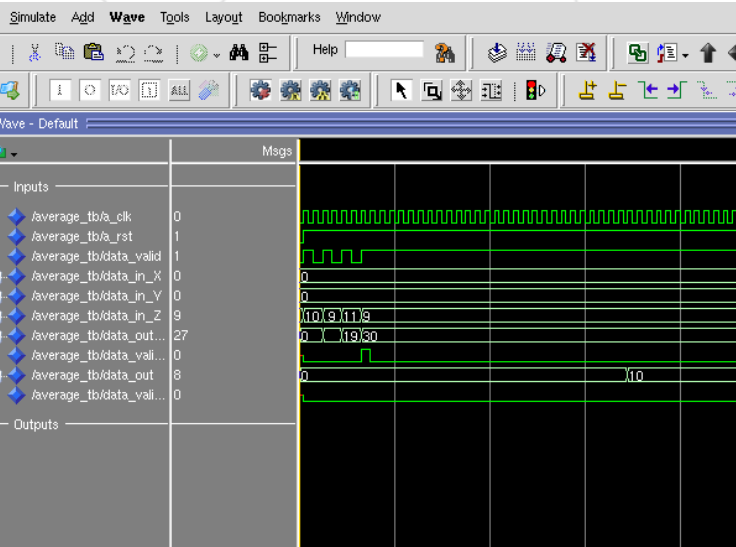 Simulate Add Wave Tools Layout Bookmarks Window
Help
I O I/O ALL
Wave - Default
Msgs
Inputs
/average_tb/a_clk 0
/average_tb/a_rst 1
/average_tb/data_valid 1
/average_tb/data_in_X 0 0
/average_tb/data_in_Y 0 0
/average_tb/data_in_Z 9 10 9 11 9
/average_tb/data_out... 27 0 19 30
/average_tb/data_vali... 0
/average_tb/data_out 8 0 10
/average_tb/data_vali... 0
Outputs